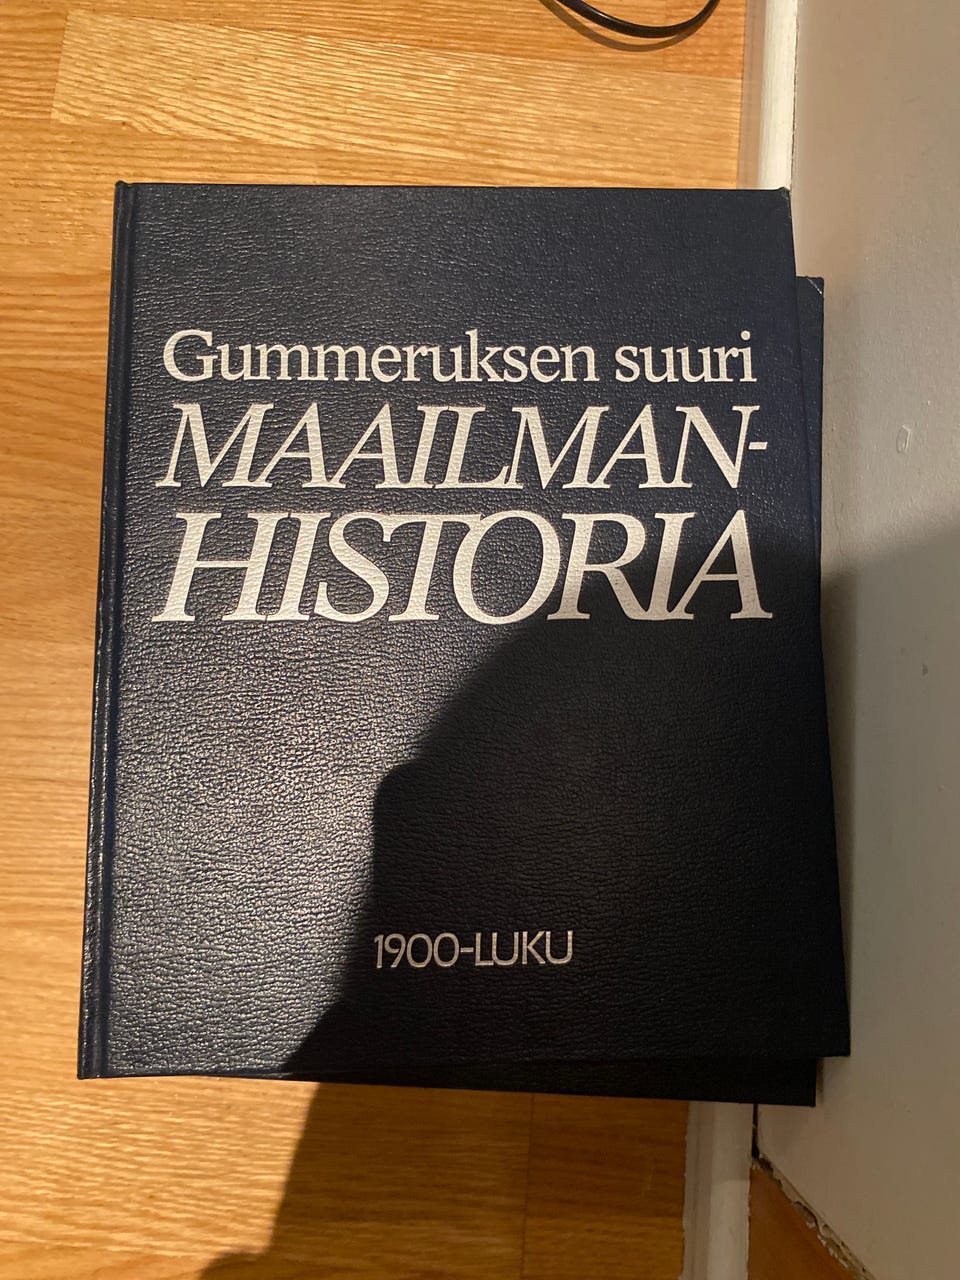 Gummeruksen suuri
MAAILMAN-
HISTORIA
1900-LUKU